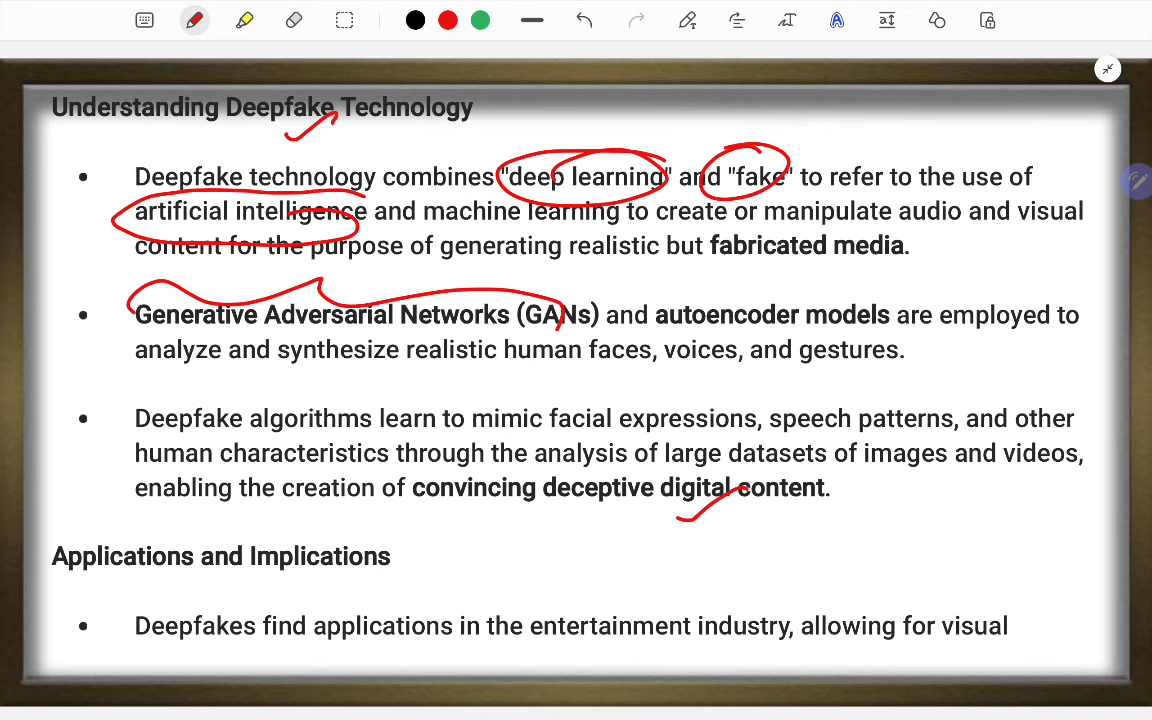 Understanding Deepfake Technology
• Deepfake technology combines "deep learning" and "fake" to refer to the use of
artificial intelligence and machine learning to create or manipulate audio and visual
content for the purpose of generating realistic but fabricated media.
• Generative Adversarial Networks (GANs) and autoencoder models are employed to
analyze and synthesize realistic human faces, voices, and gestures.
• Deepfake algorithms learn to mimic facial expressions, speech patterns, and other
human characteristics through the analysis of large datasets of images and videos,
enabling the creation of convincing deceptive digital content.
Applications and Implications
• Deepfakes find applications in the entertainment industry, allowing for visual